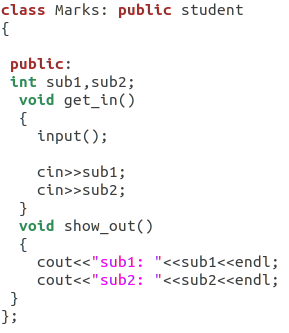 class Marks: public student
{
public:
int sub1,sub2;
void get_in()
{
input();
cin>>sub1;
cin>>sub2;
}
void show_out()
{
cout<<"sub1: "<<sub1<<endl;
cout<<"sub2: "<<sub2<<endl;
}
};